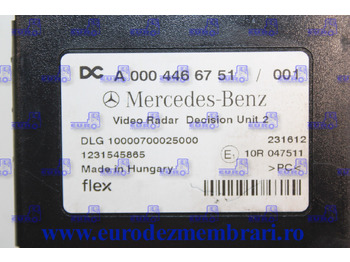 DC A 000 446 67 51 / 001
Mercedes-Benz
Video Radar Decision Unit 2
DLG 10000700025000 231612
1231545865 E1 10R 047511
Made in Hungary >PC<
flex
www.eurodezmembrari.ro